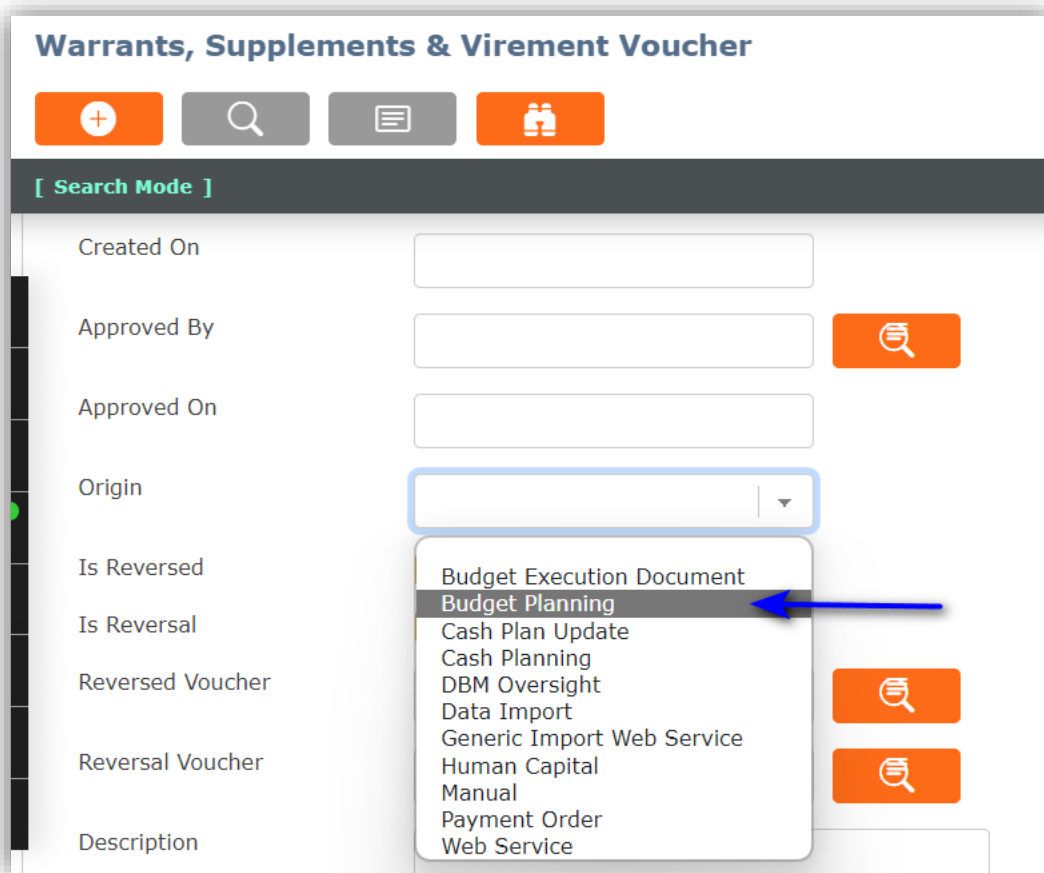 Warrants, Supplements & Virement Voucher
[ Search Mode ]
Created On
Approved By
Approved On
Origin
Is Reversed
Budget Execution Document
Budget Planning
Is Reversal
Cash Plan Update
Cash Planning
Reversed Voucher
DBM Oversight
Data Import
Generic Import Web Service
Reversal Voucher
Human Capital
Manual
Payment Order
Description
Web Service